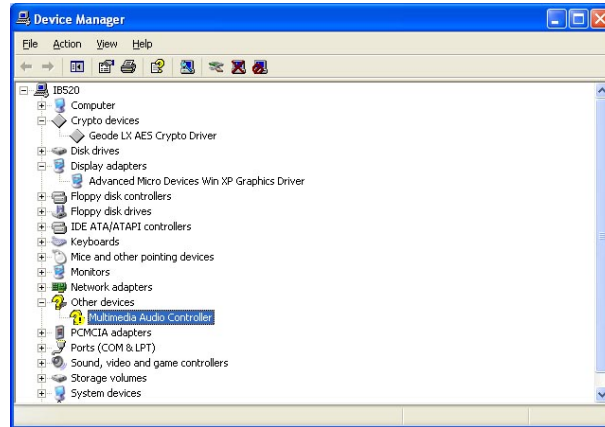 Device Manager
File Action View Help
IB520
Computer
Crypto devices
Geode LX AES Crypto Driver
Disk drives
Display adapters
Advanced Micro Devices Win XP Graphics Driver
Floppy disk controllers
Floppy disk drives
IDE ATA/ATAPI controllers
Keyboards
Mice and other pointing devices
Monitors
Network adapters
Other devices
Multimedia Audio Controller
PCMCIA adapters
Ports (COM & LPT)
Sound, video and game controllers
Storage volumes
System devices